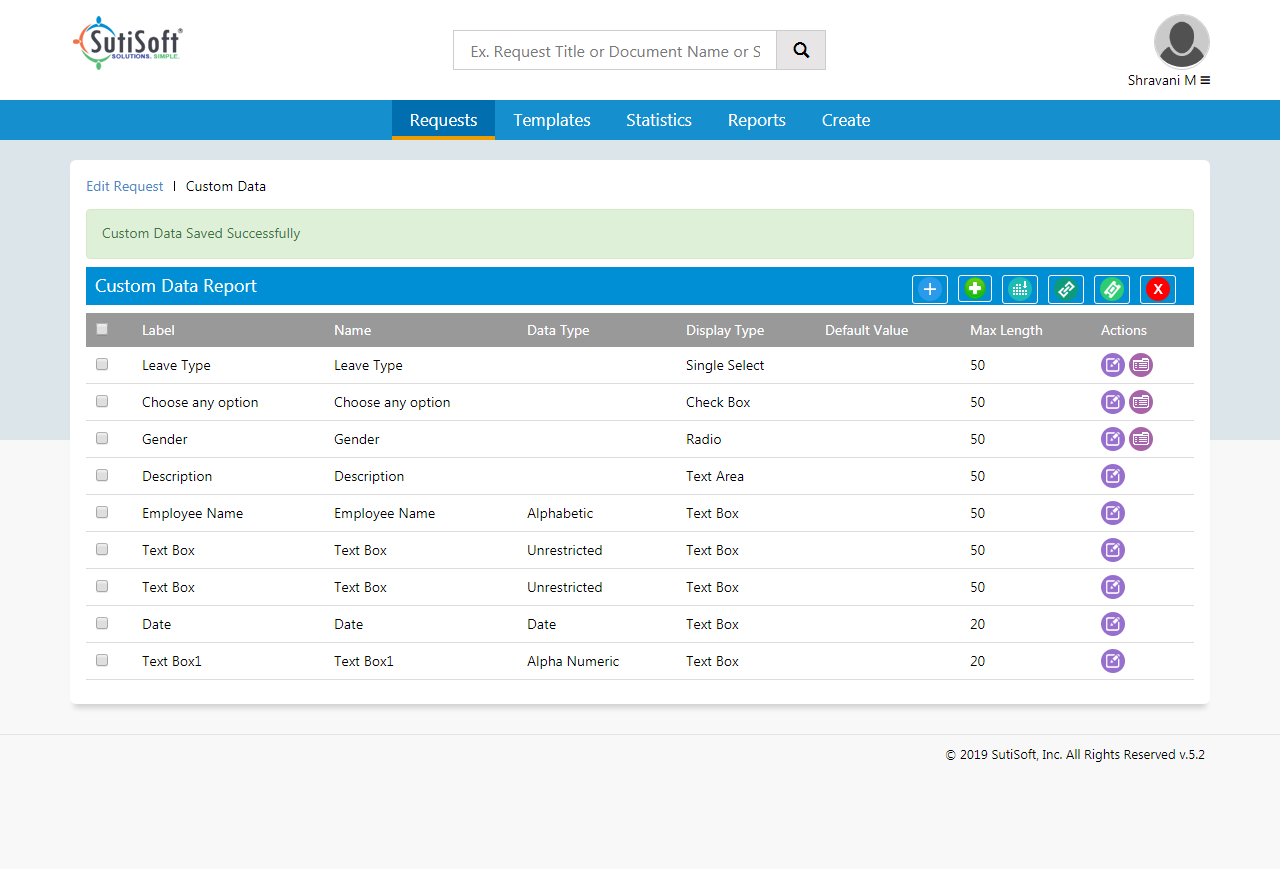 SutiSoft®
SOLUTIONS. SIMPLE.
Ex. Request Title or Document Name or S
Shravani M
Requests Templates Statistics Reports Create
Edit Request | Custom Data
Custom Data Saved Successfully
Custom Data Report X
Label Name Data Type Display Type Default Value Max Length Actions
Leave Type Leave Type Single Select 50
Choose any option Choose any option Check Box 50
Gender Gender Radio 50
Description Description Text Area 50
Employee Name Employee Name Alphabetic Text Box 50
Text Box Text Box Unrestricted Text Box 50
Text Box Text Box Unrestricted Text Box 50
Date Date Date Text Box 20
Text Box1 Text Box1 Alpha Numeric Text Box 20
© 2019 SutiSoft, Inc. All Rights Reserved v.5.2